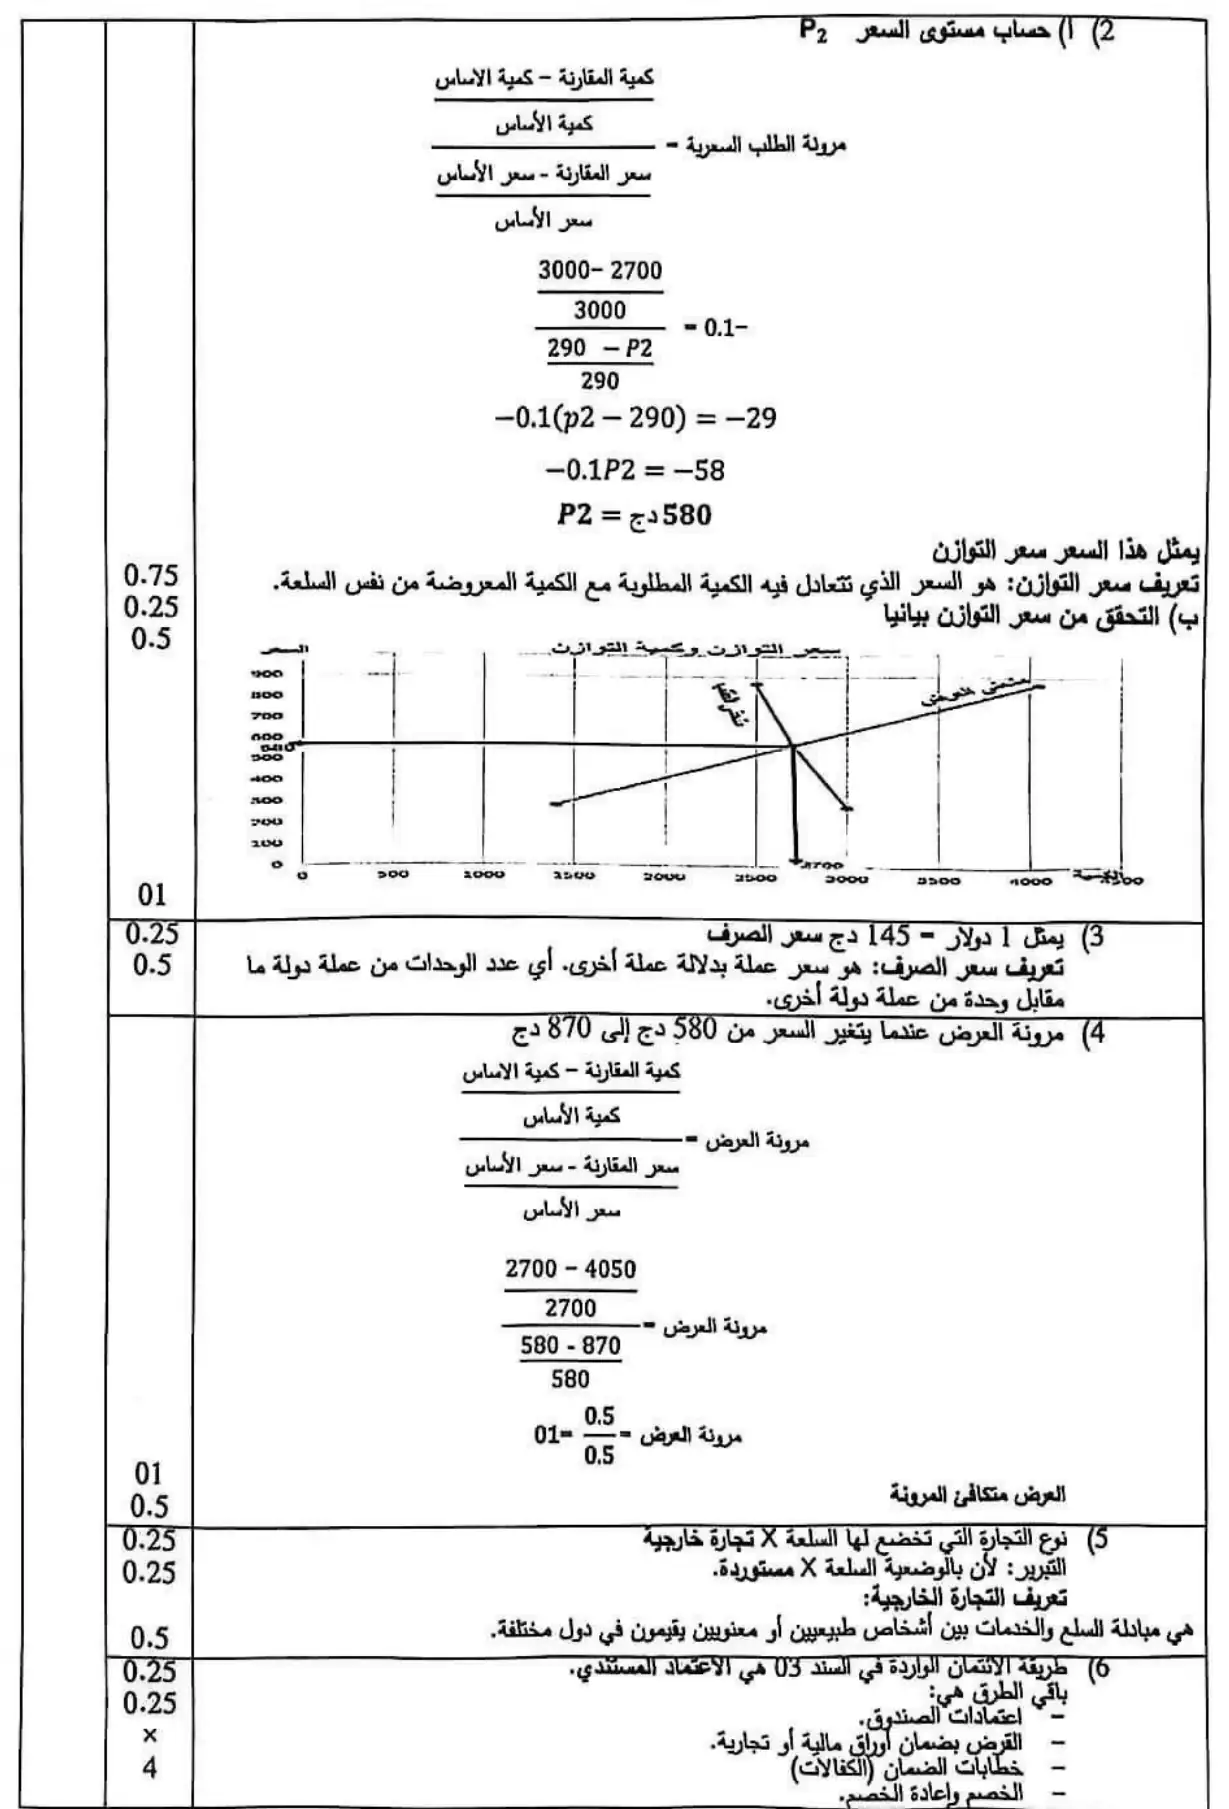 2) أ) حساب مستوى السعر P2
كمية المقارنة – كمية الاساس
كمية الأساس
مرونة الطلب السعرية =
سعر المقارنة - سعر الأساس
سعر الأساس
3000– 2700
3000
= 0.1–
290 – P2
290
−0.1(p2 − 290) = −29
−0.1P2 = −58
P2 = دج580
يمثل هذا السعر سعر التوازن
0.75
تعريف سعر التوازن: هو السعر الذي تتعادل فيه الكمية المطلوبة مع الكمية المعروضة من نفس السلعة.
0.25
ب) التحقق من سعر التوازن بيانيا
0.5
سعر التوازن وكمية التوازن
السعر
900
800
700
600
580
500
400
300
200
100
0
منحنى العرض
2700
0 500 1000 1500 2000 2500 3000 3500 4000 4500
01
3) يمثل 1 دولار = 145 دج سعر الصرف
0.25
تعريف سعر الصرف: هو سعر عملة بدلالة عملة أخرى. أي عدد الوحدات من عملة دولة ما
0.5
مقابل وحدة من عملة دولة أخرى.
4) مرونة العرض عندما يتغير السعر من 580 دج إلى 870 دج
كمية المقارنة – كمية الاساس
كمية الأساس
مرونة العرض =
سعر المقارنة - سعر الأساس
سعر الأساس
2700 – 4050
2700
مرونة العرض =
580 - 870
580
مرونة العرض = 0.5/0.5 =01
01
العرض متكافئ المرونة
0.5
5) نوع التجارة التي تخضع لها السلعة X تجارة خارجية
0.25
التبرير: لأن بالوضعية السلعة X مستوردة.
0.25
تعريف التجارة الخارجية:
هي مبادلة السلع والخدمات بين أشخاص طبيعيين أو معنويين يقيمون في دول مختلفة.
0.5
6) طريقة الائتمان الواردة في السند 03 هي الاعتماد المستندي.
0.25
باقي الطرق هي:
0.25
– اعتمادات الصندوق.
x
– القرض بضمان أوراق مالية أو تجارية.
4
– خطابات الضمان (الكفالات)
– الخصم وإعادة الخصم.